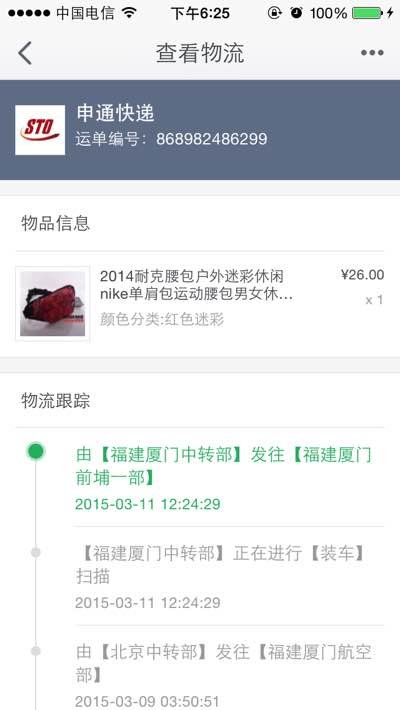 中国电信 下午6:25 100%
查看物流
STO
申通快递
运单编号：868982486299
物品信息
2014耐克腰包户外迷彩休闲 ¥26.00
nike单肩包运动腰包男女休… x 1
颜色分类:红色迷彩
物流跟踪
由【福建厦门中转部】发往【福建厦门
前埔一部】
2015-03-11 12:24:29
【福建厦门中转部】正在进行【装车】
扫描
2015-03-11 12:24:29
由【北京中转部】发往【福建厦门航空
部】
2015-03-09 03:50:51